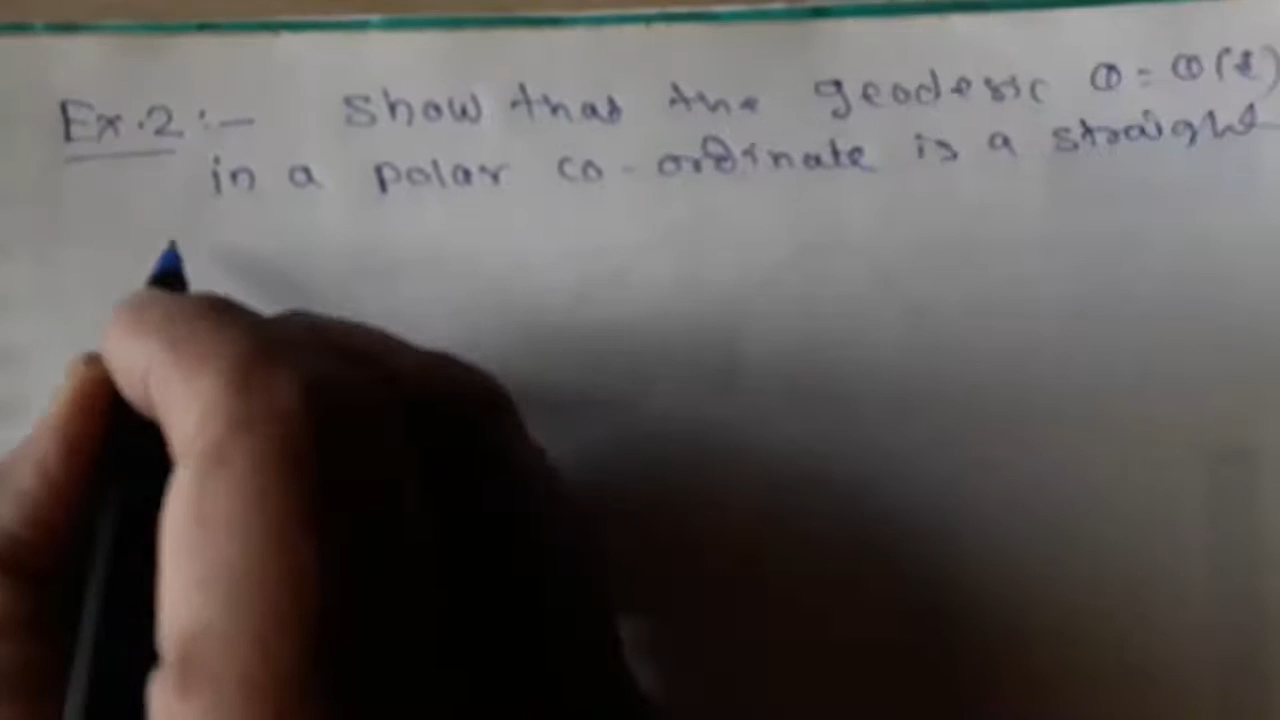 Ex.2:- Show that the geodesic θ = θ(r)
in a polar co-ordinate is a straight